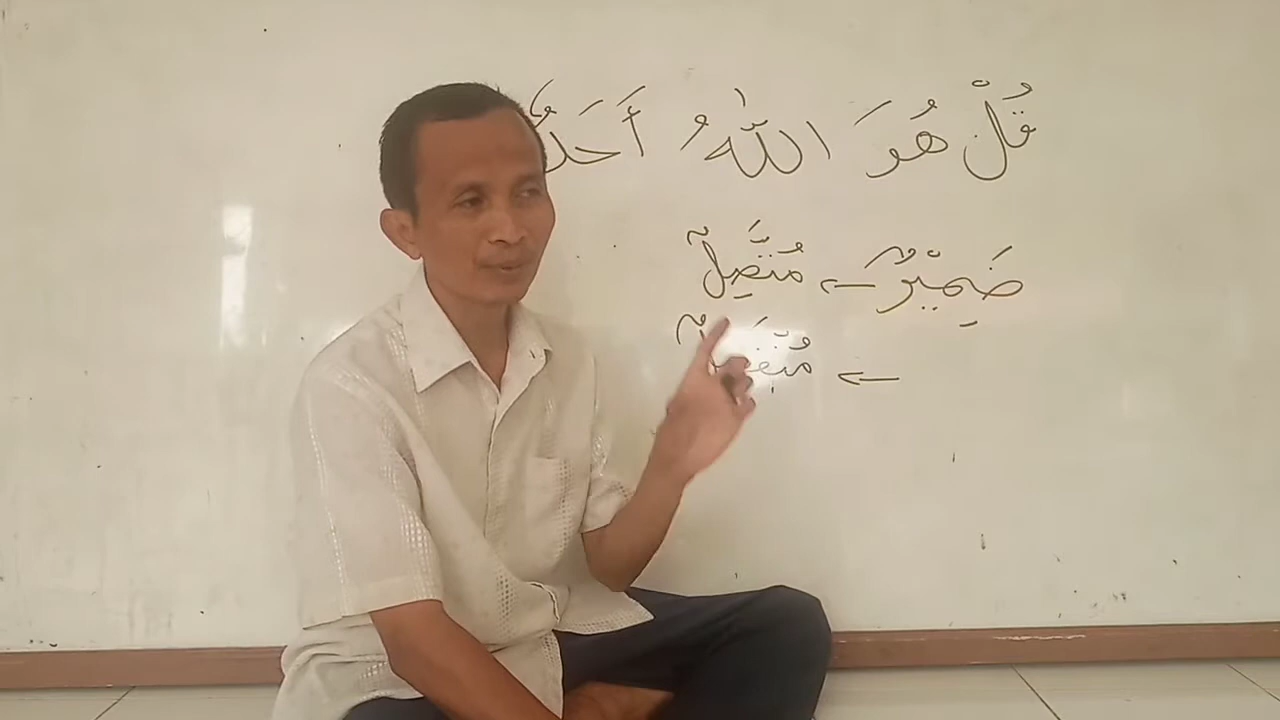 قُلْ هُوَ اللّٰهُ أَحَدٌ
ضَمِيْرٌ ← مُتَّصِلٌ
←